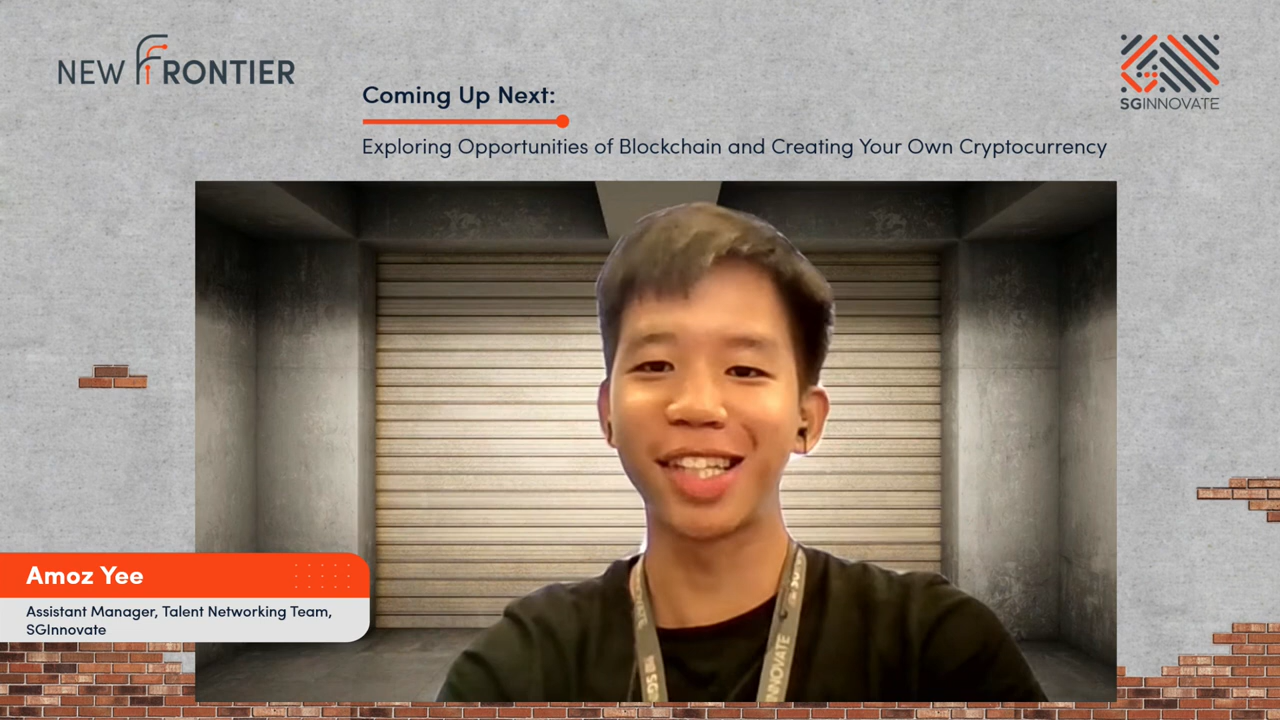 NEW FRONTIER
SGINNOVATE
Coming Up Next:
Exploring Opportunities of Blockchain and Creating Your Own Cryptocurrency
Amoz Yee
Assistant Manager, Talent Networking Team,
SGInnovate
INNOVATE